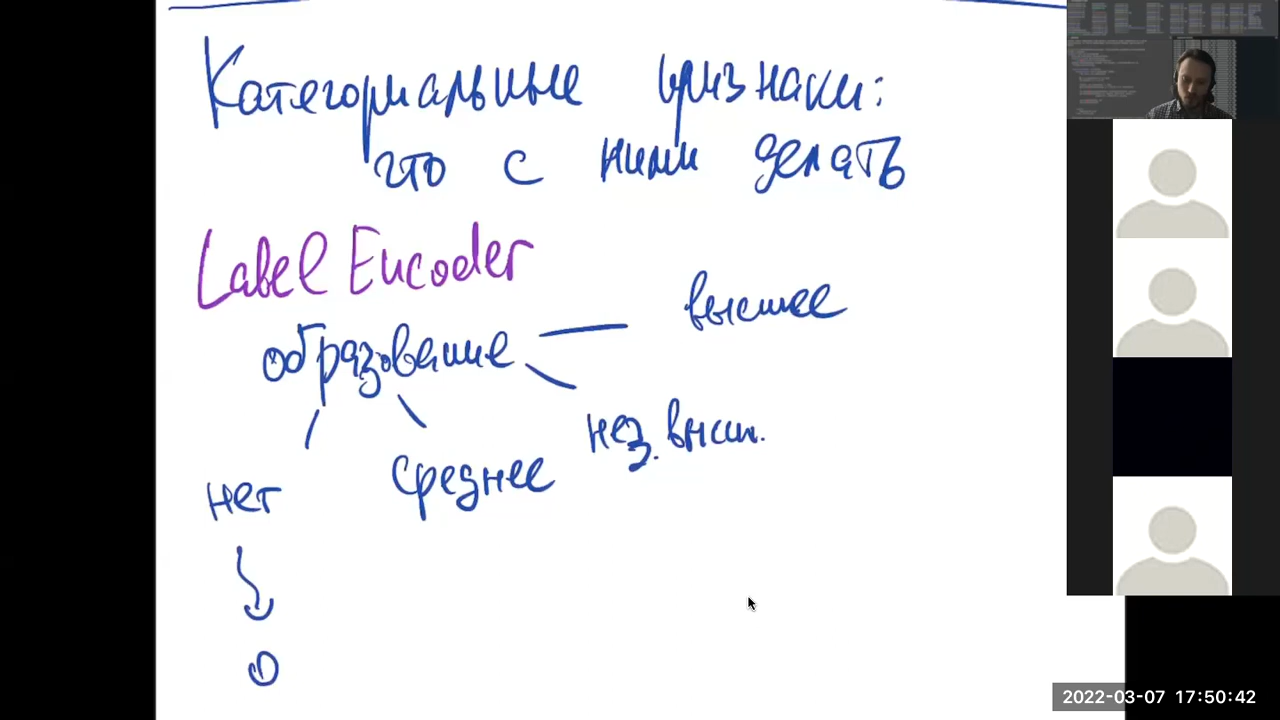 Категориальные признаки:
что с ними делать
Label Encoder
образование
высшее
нез. высш.
среднее
нет
0
2022-03-07 17:50:42